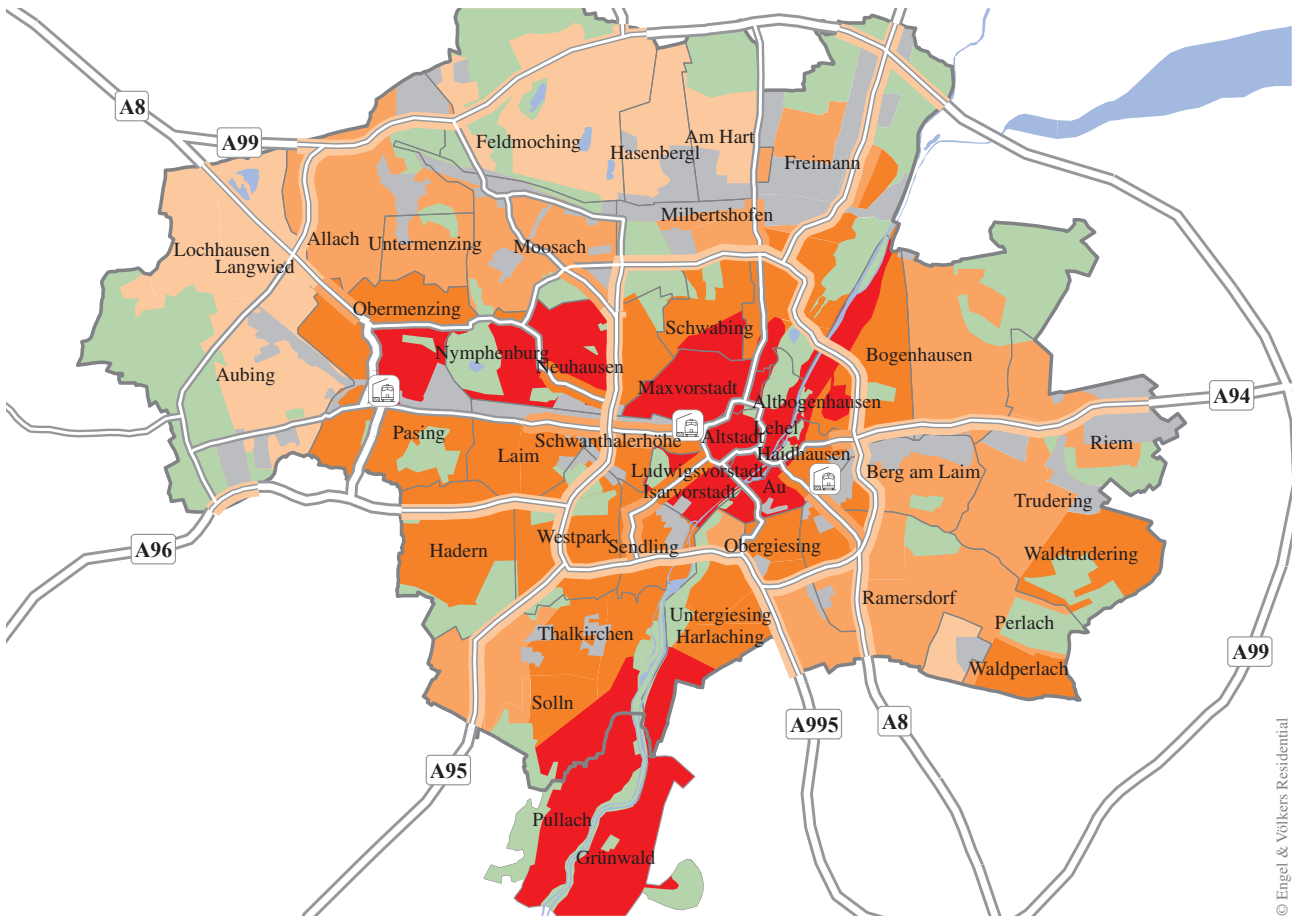 A8
A99
Feldmoching
Hasenbergl
Am Hart
Freimann
Milbertshofen
Lochhausen
Langwied
Allach
Untermenzing
Moosach
Obermenzing
Schwabing
Nymphenburg
Neuhausen
Bogenhausen
Aubing
Maxvorstadt
Altbogenhausen
A94
Pasing
Laim
Schwanthalerhöhe
Altstadt
Lehel
Haidhausen
Riem
Ludwigsvorstadt
Isarvorstadt
Au
Berg am Laim
Trudering
A96
Hadern
Westpark
Sendling
Obergiesing
Waldtrudering
Ramersdorf
Thalkirchen
Untergiesing
Harlaching
Perlach
A99
Waldperlach
Solln
A995
A8
A95
Pullach
Grünwald
© Engel & Völkers Residential